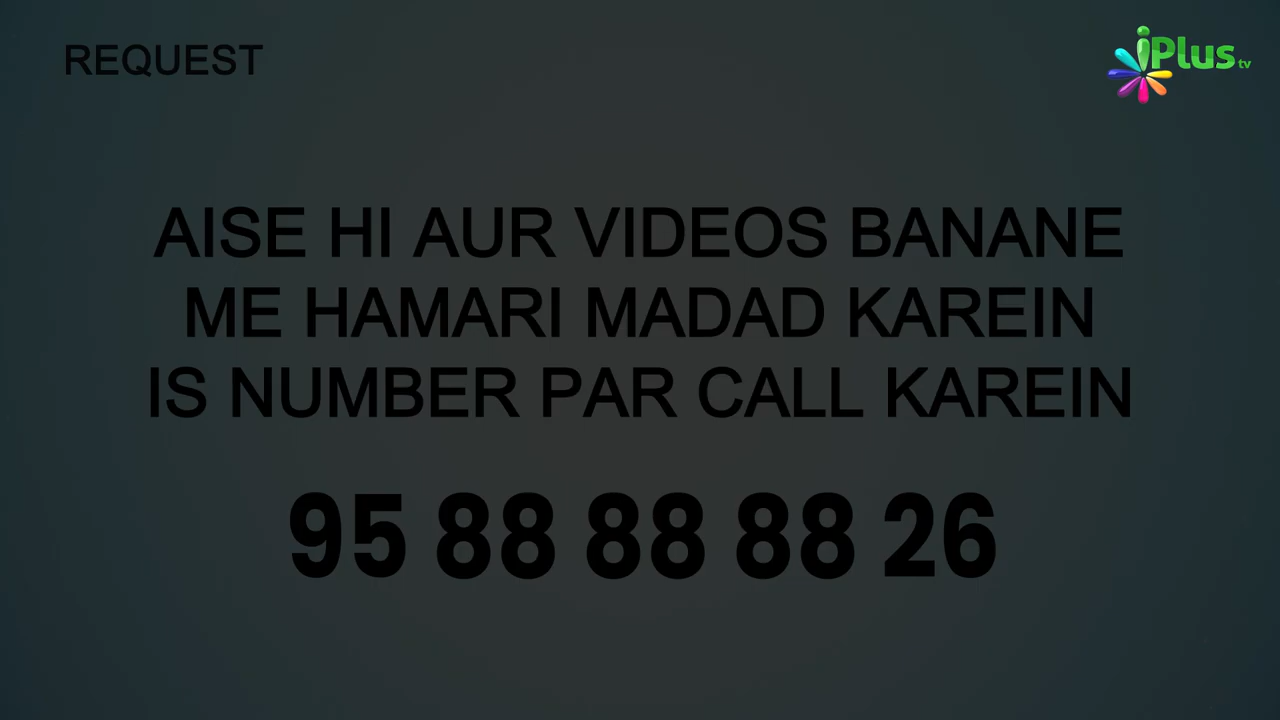 REQUEST
iPlus tv
AISE HI AUR VIDEOS BANANE
ME HAMARI MADAD KAREIN
IS NUMBER PAR CALL KAREIN
95 88 88 88 26